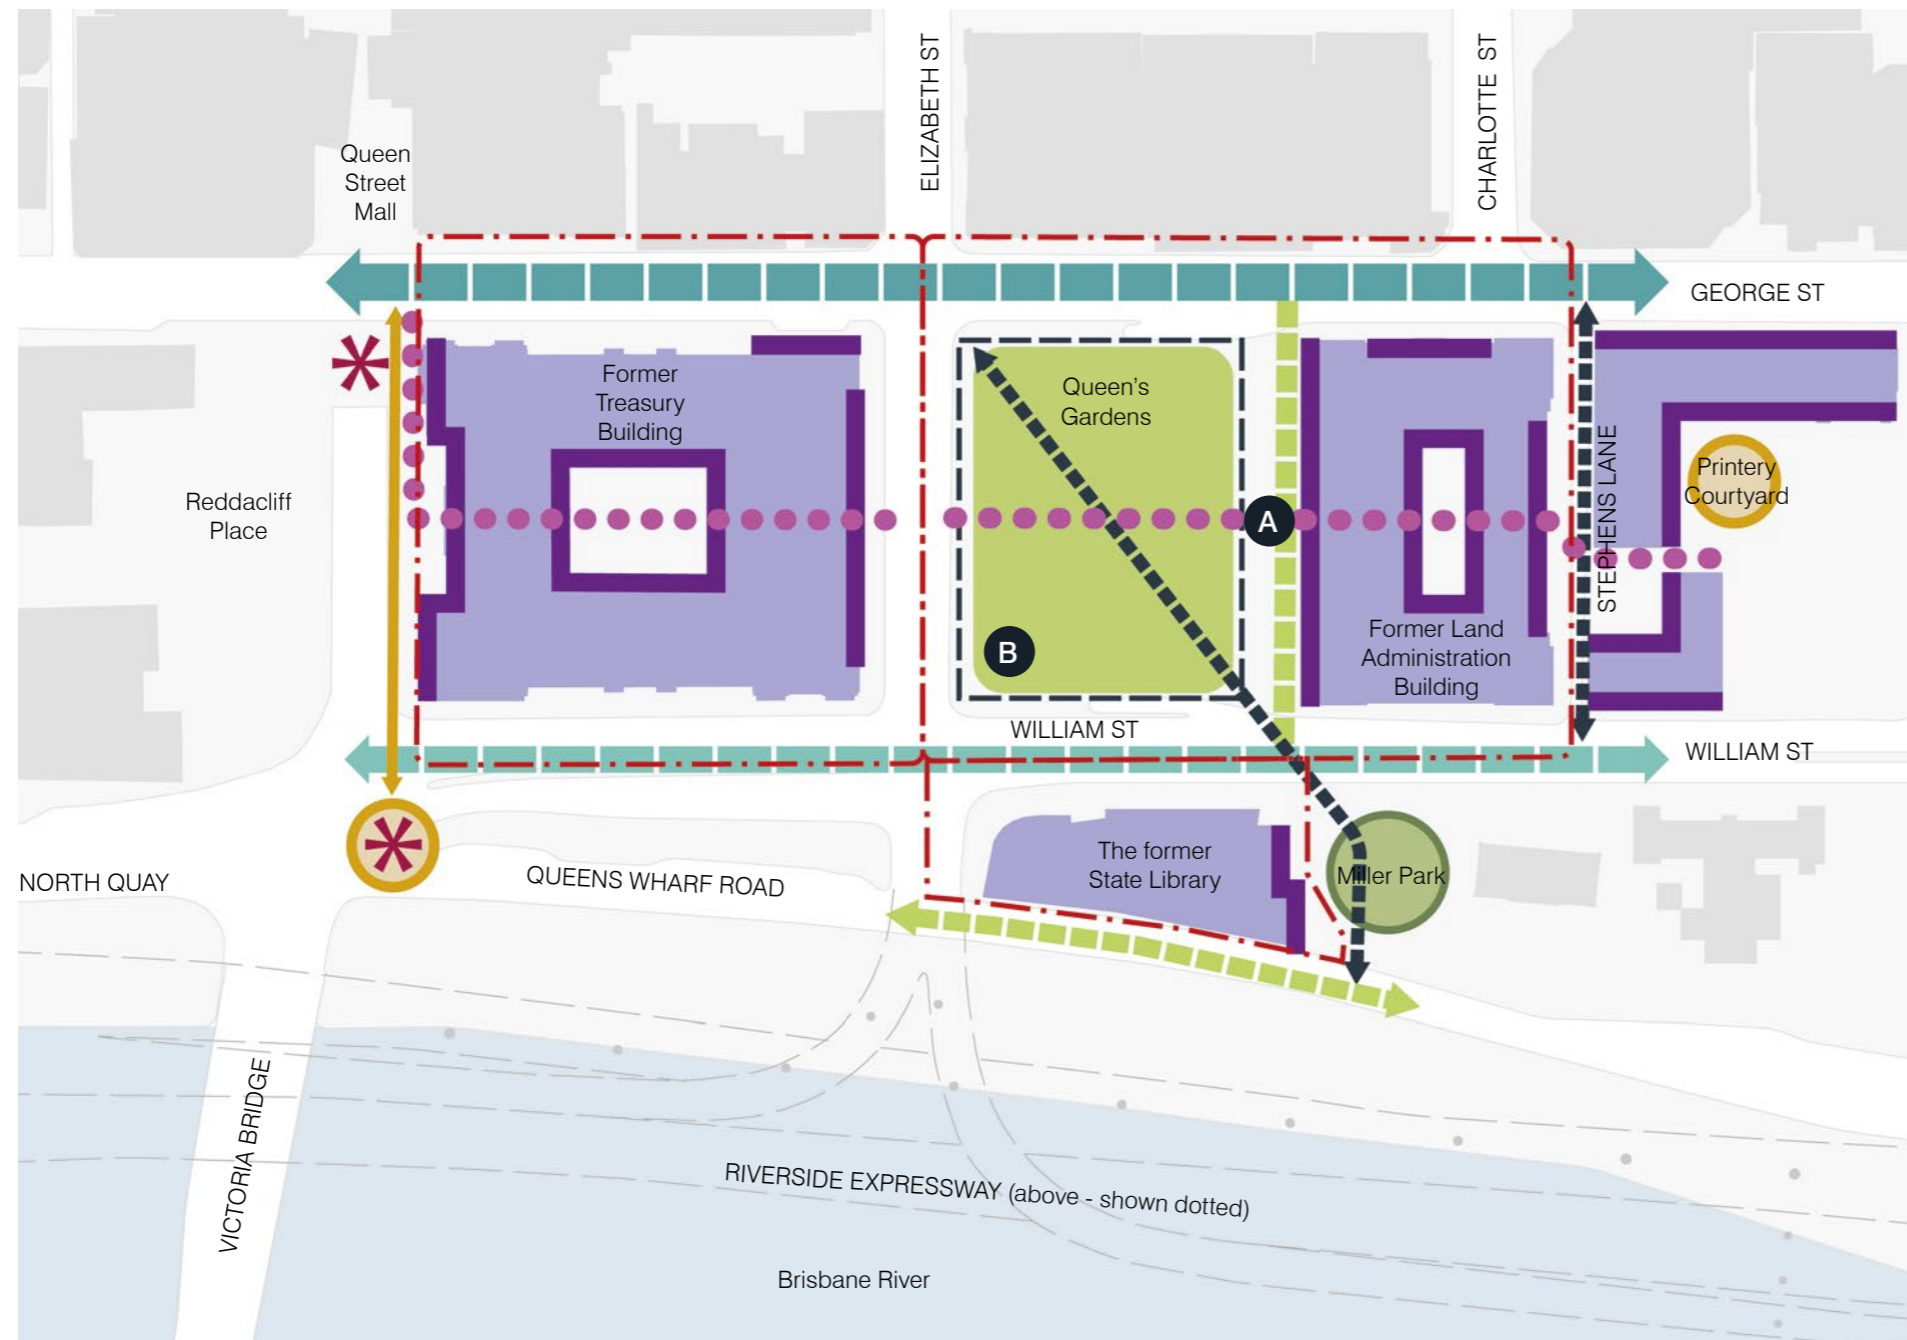 ELIZABETH ST
CHARLOTTE ST
Queen
Street
Mall
GEORGE ST
Former
Treasury
Building
Queen's
Gardens
Reddacliff
Place
A
STEPHENS LANE
Printery
Courtyard
B
Former Land
Administration
Building
WILLIAM ST
WILLIAM ST
The former
State Library
Miller Park
NORTH QUAY
QUEENS WHARF ROAD
VICTORIA BRIDGE
RIVERSIDE EXPRESSWAY (above - shown dotted)
Brisbane River